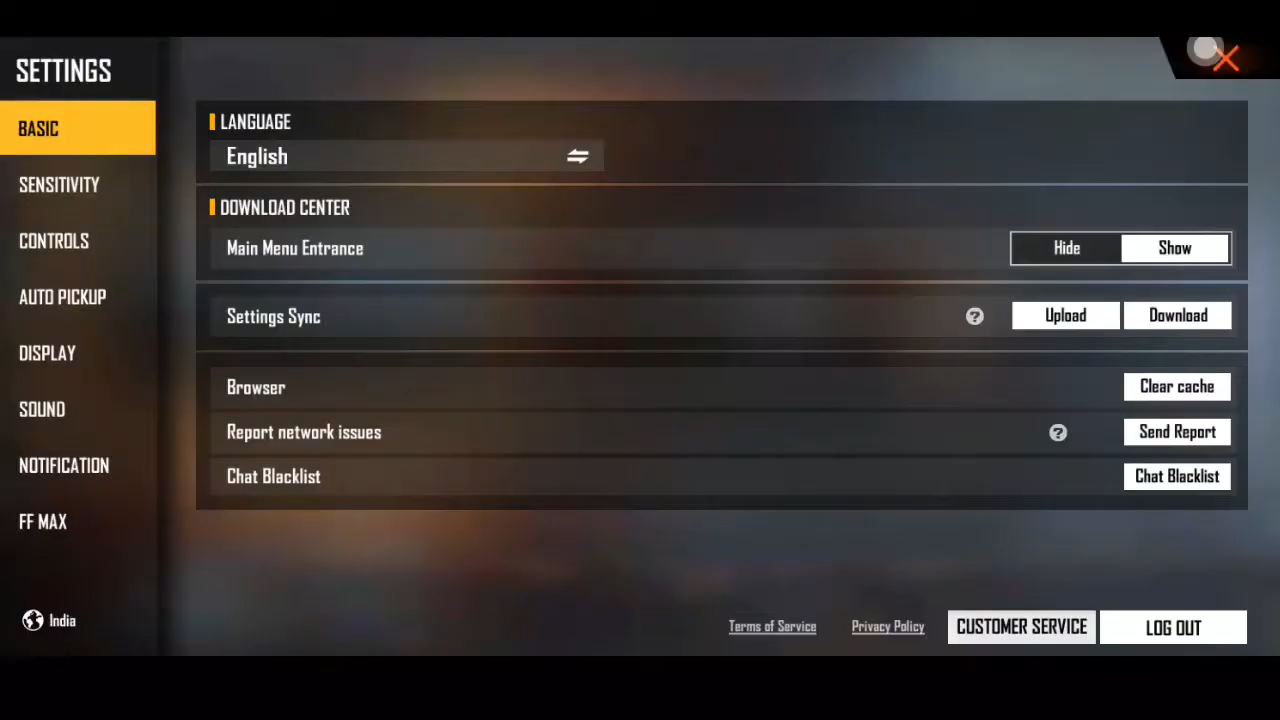 SETTINGS
BASIC
SENSITIVITY
CONTROLS
AUTO PICKUP
DISPLAY
SOUND
NOTIFICATION
FF MAX
India
LANGUAGE
English
DOWNLOAD CENTER
Main Menu Entrance Hide Show
Settings Sync ? Upload Download
Browser Clear cache
Report network issues ? Send Report
Chat Blacklist Chat Blacklist
Terms of Service Privacy Policy CUSTOMER SERVICE LOG OUT